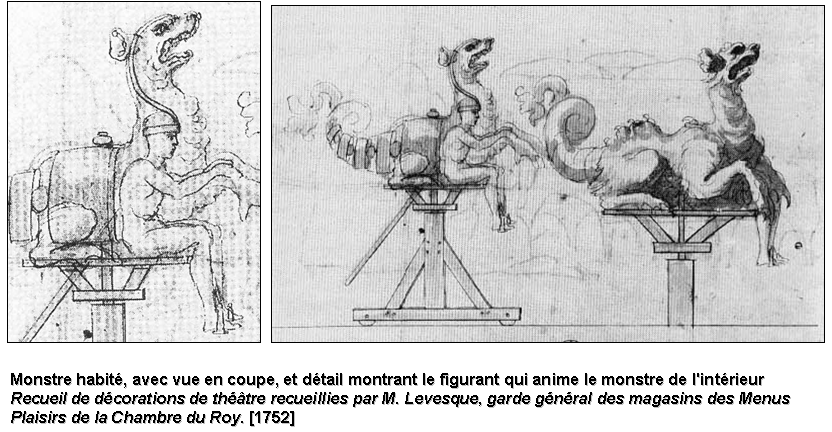 Monstre habité, avec vue en coupe, et détail montrant le figurant qui anime le monstre de l'intérieur
Recueil de décorations de théâtre recueillies par M. Levesque, garde général des magasins des Menus
Plaisirs de la Chambre du Roy. [1752]